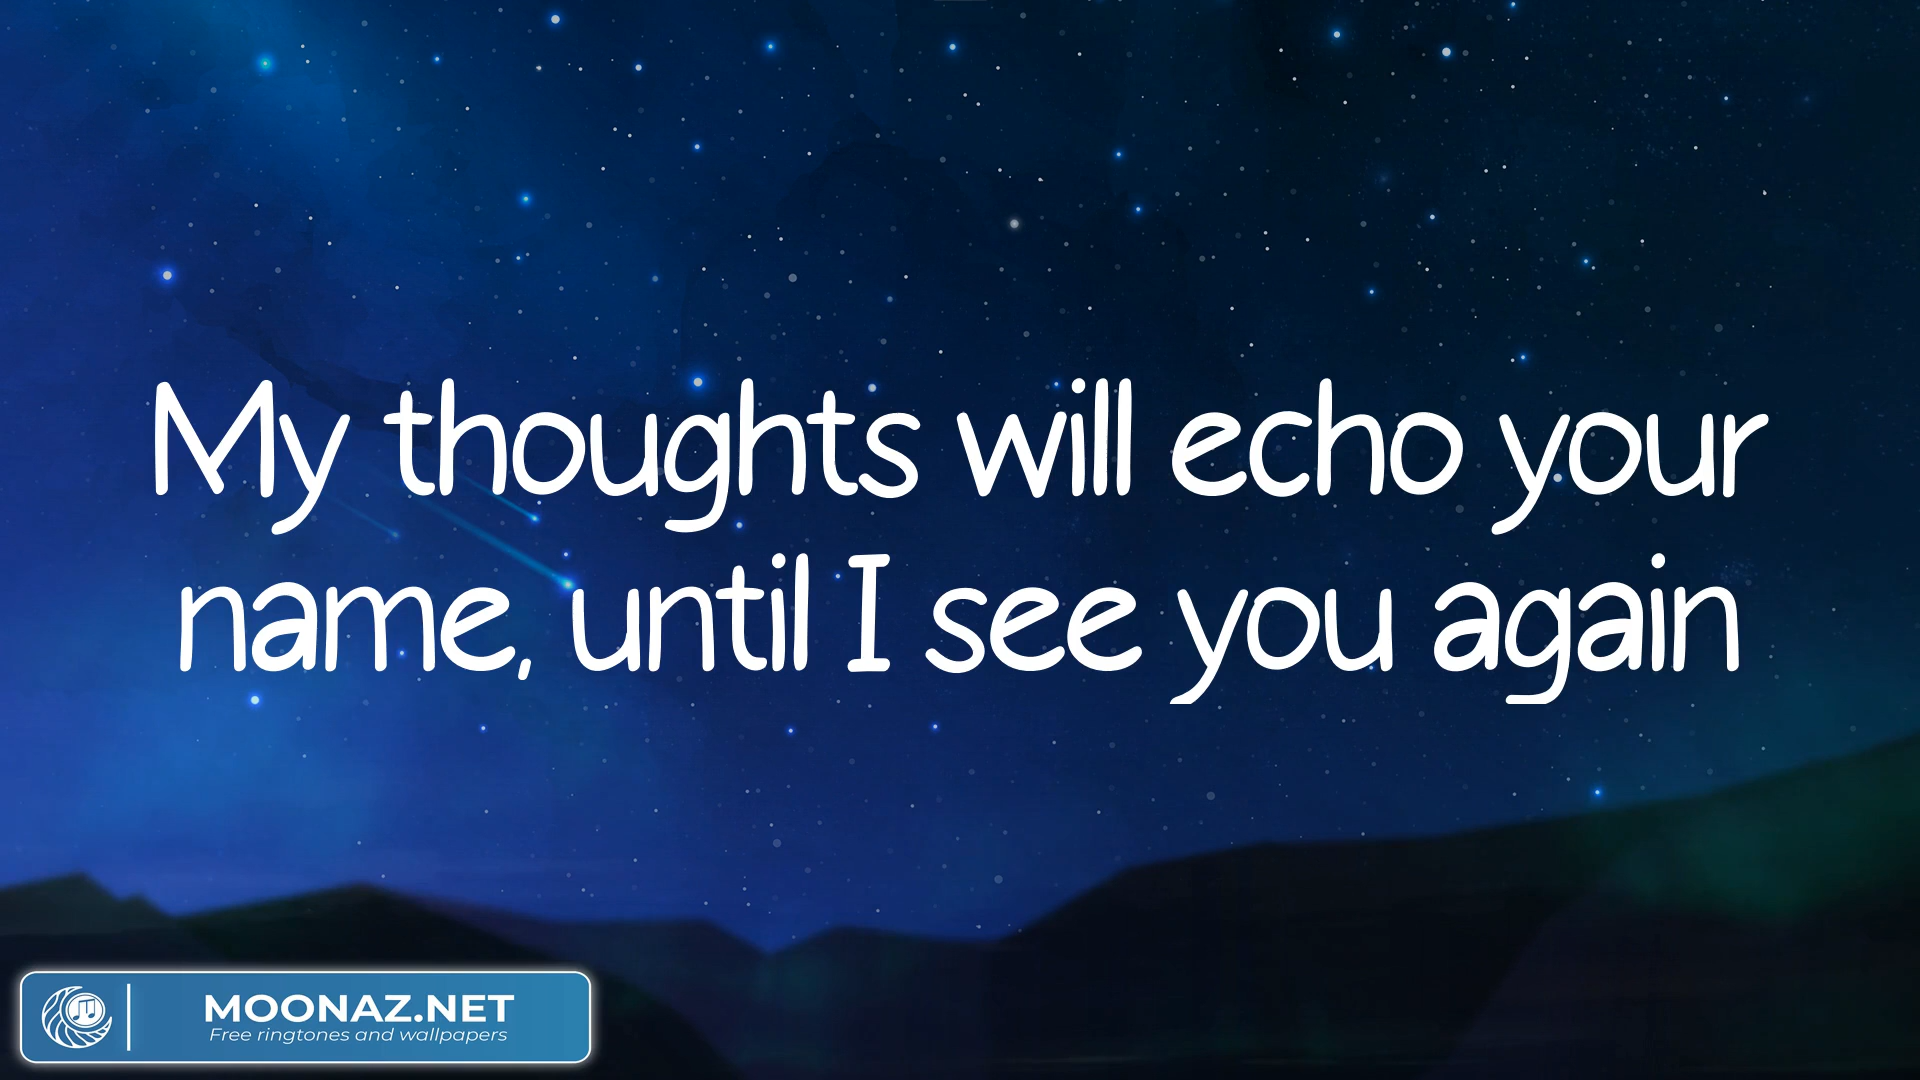 My thoughts will echo your
name, until I see you again
MOONAZ.NET
Free ringtones and wallpapers